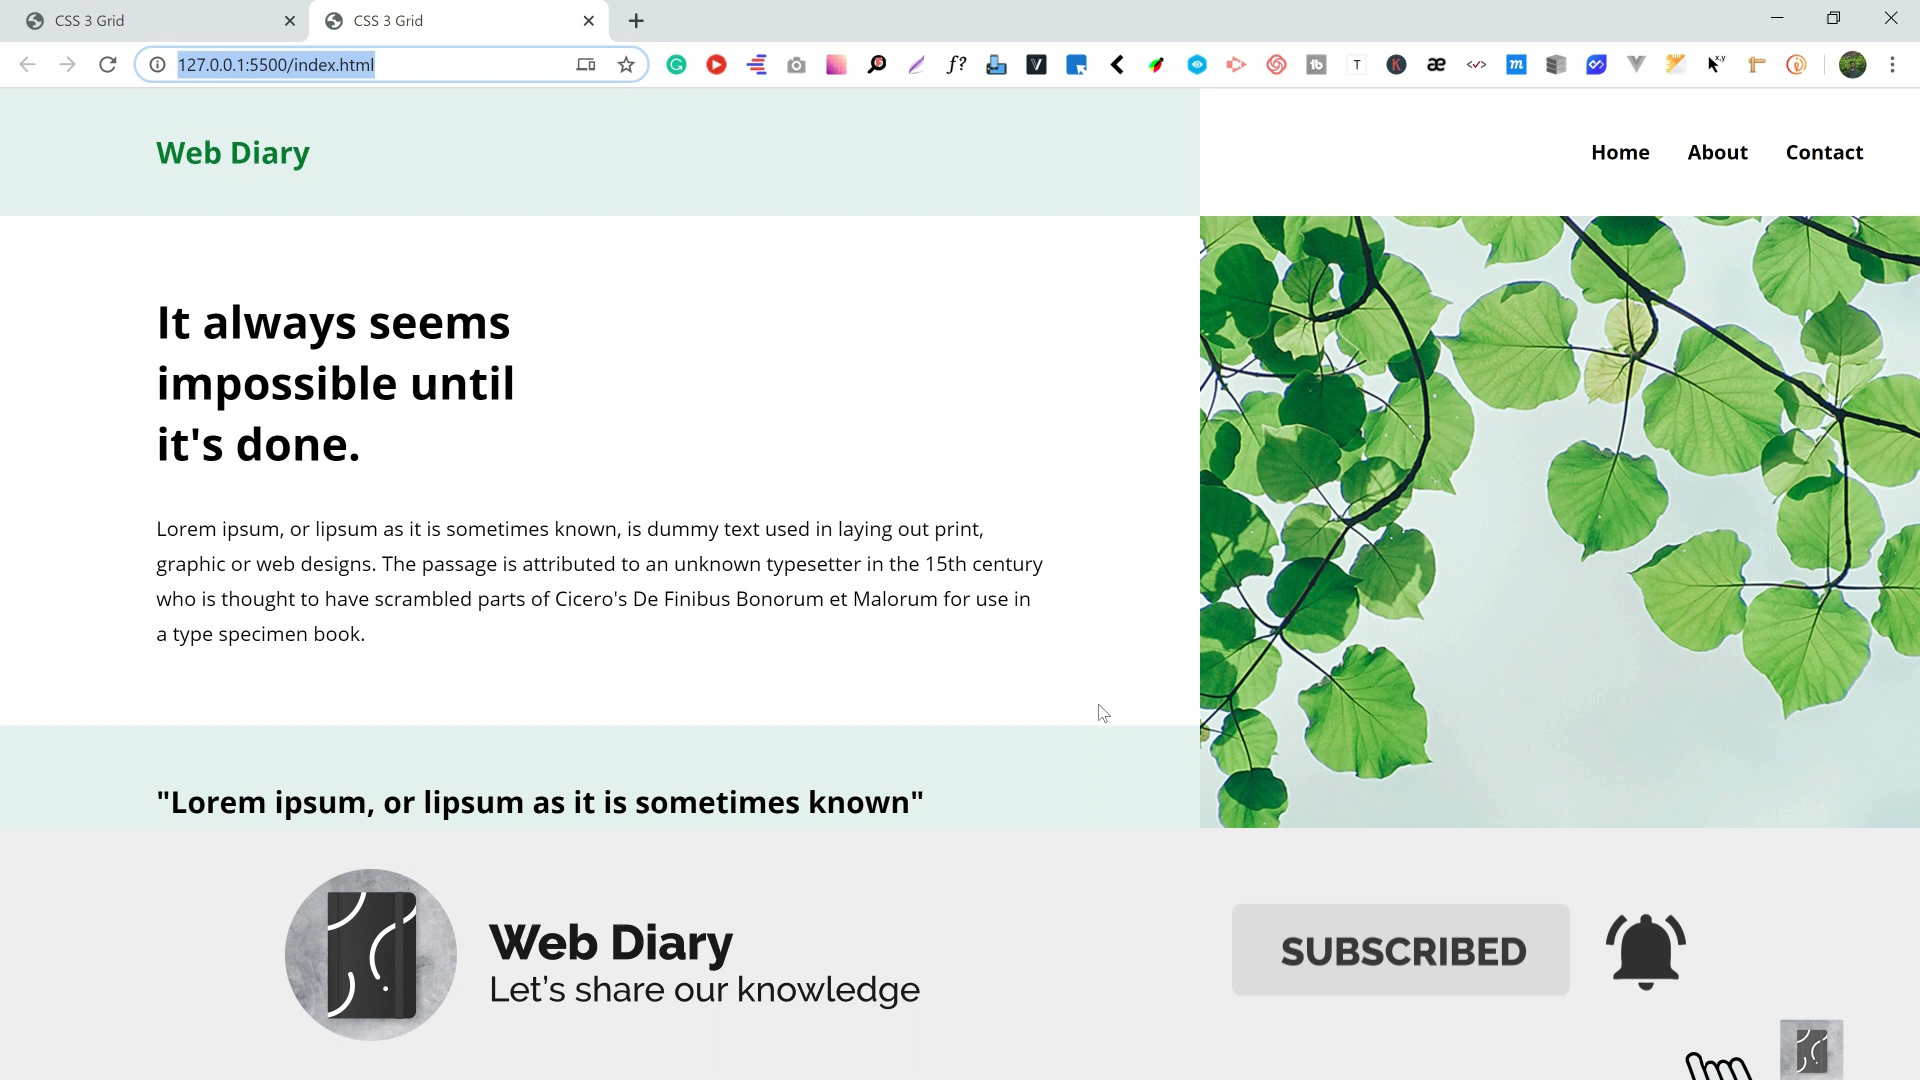 CSS 3 Grid
CSS 3 Grid
127.0.0.1:5500/index.html
Web Diary
Home About Contact
It always seems
impossible until
it's done.
Lorem ipsum, or lipsum as it is sometimes known, is dummy text used in laying out print,
graphic or web designs. The passage is attributed to an unknown typesetter in the 15th century
who is thought to have scrambled parts of Cicero's De Finibus Bonorum et Malorum for use in
a type specimen book.
"Lorem ipsum, or lipsum as it is sometimes known"
Web Diary
Let's share our knowledge
SUBSCRIBED